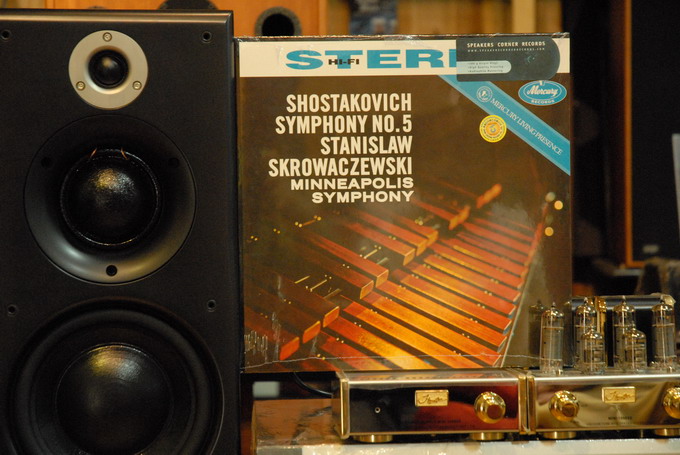 STERE
HI-FI
SPEAKERS CORNER RECORDS
Mercury
RECORDS
MERCURY LIVING PRESENCE
SHOSTAKOVICH
SYMPHONY NO.5
STANISLAW
SKROWACZEWSKI
MINNEAPOLIS
SYMPHONY